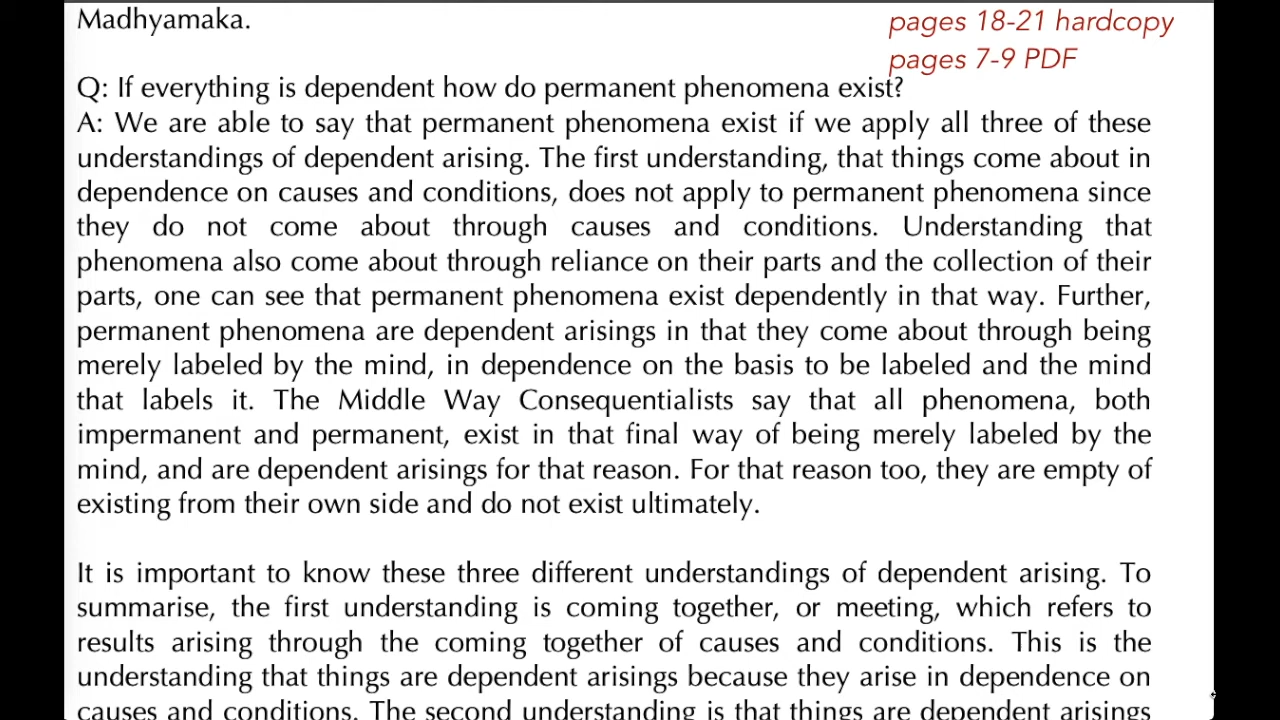 Madhyamaka.
pages 18-21 hardcopy
pages 7-9 PDF
Q: If everything is dependent how do permanent phenomena exist?
A: We are able to say that permanent phenomena exist if we apply all three of these
understandings of dependent arising. The first understanding, that things come about in
dependence on causes and conditions, does not apply to permanent phenomena since
they do not come about through causes and conditions. Understanding that
phenomena also come about through reliance on their parts and the collection of their
parts, one can see that permanent phenomena exist dependently in that way. Further,
permanent phenomena are dependent arisings in that they come about through being
merely labeled by the mind, in dependence on the basis to be labeled and the mind
that labels it. The Middle Way Consequentialists say that all phenomena, both
impermanent and permanent, exist in that final way of being merely labeled by the
mind, and are dependent arisings for that reason. For that reason too, they are empty of
existing from their own side and do not exist ultimately.
It is important to know these three different understandings of dependent arising. To
summarise, the first understanding is coming together, or meeting, which refers to
results arising through the coming together of causes and conditions. This is the
understanding that things are dependent arisings because they arise in dependence on
causes and conditions. The second understanding is that things are dependent arisings